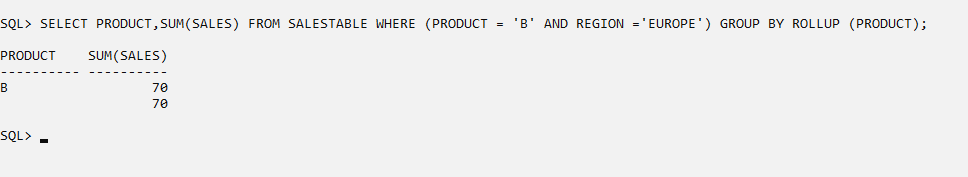 SQL> SELECT PRODUCT,SUM(SALES) FROM SALESTABLE WHERE (PRODUCT = 'B' AND REGION ='EUROPE') GROUP BY ROLLUP (PRODUCT);
PRODUCT    SUM(SALES)
---------- ----------
B                  70
                   70
SQL> _